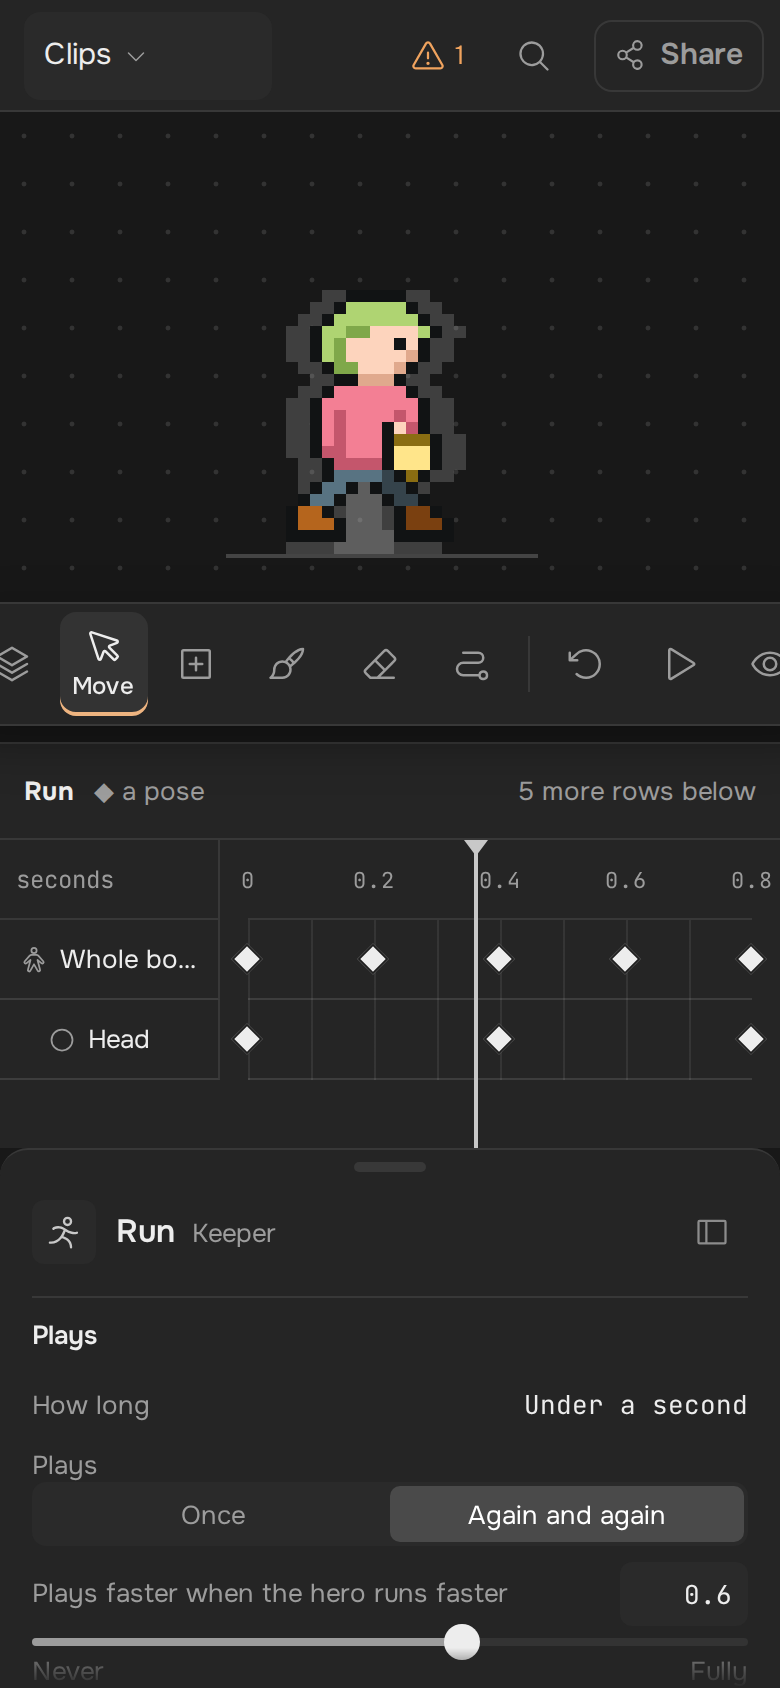 Clips 1 Share
Move
Run ◆ a pose 5 more rows below
seconds 0 0.2 0.4 0.6 0.8
Whole bo...
Head
Run Keeper
Plays
How long Under a second
Plays
Once Again and again
Plays faster when the hero runs faster 0.6
Never Fully